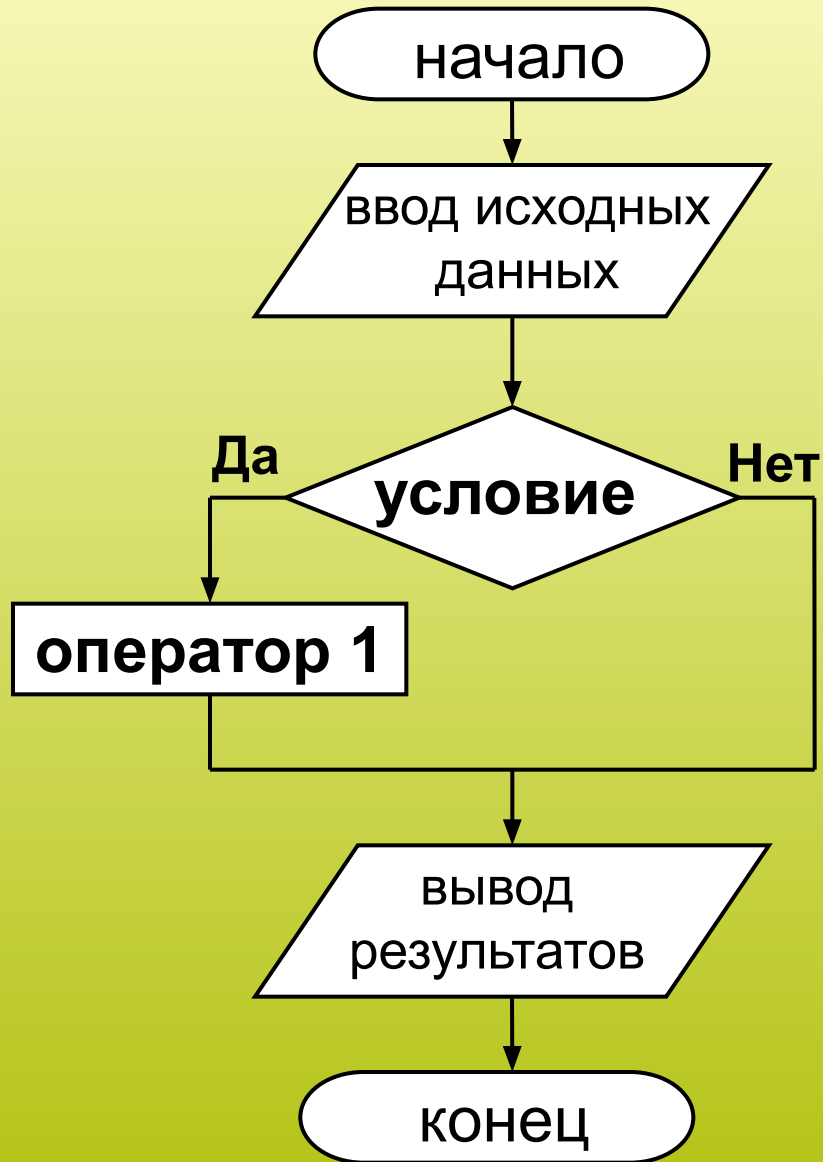 начало
ввод исходных
данных
Да
Нет
условие
оператор 1
вывод
результатов
конец